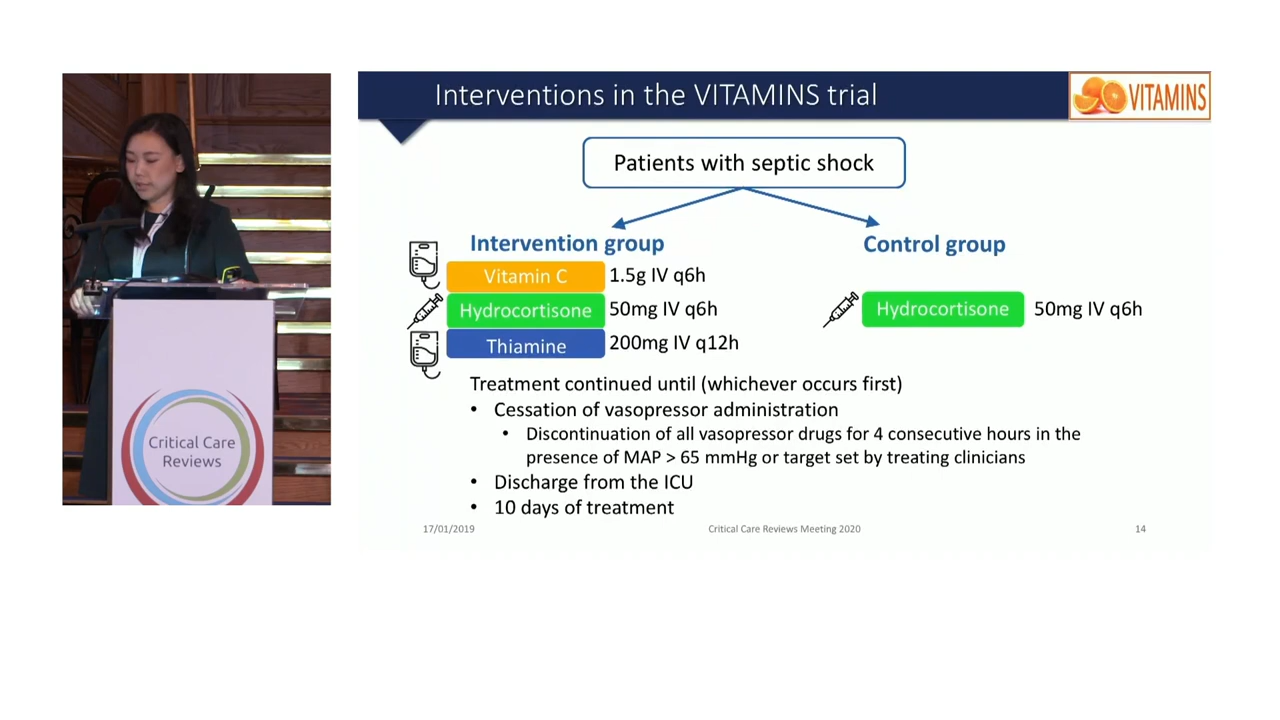 Interventions in the VITAMINS trial
VITAMINS
Patients with septic shock
Intervention group
Vitamin C 1.5g IV q6h
Hydrocortisone 50mg IV q6h
Thiamine 200mg IV q12h
Control group
Hydrocortisone 50mg IV q6h
Treatment continued until (whichever occurs first)
• Cessation of vasopressor administration
• Discontinuation of all vasopressor drugs for 4 consecutive hours in the
presence of MAP > 65 mmHg or target set by treating clinicians
• Discharge from the ICU
• 10 days of treatment
17/01/2019
Critical Care Reviews Meeting 2020
14
Critical Care
Reviews